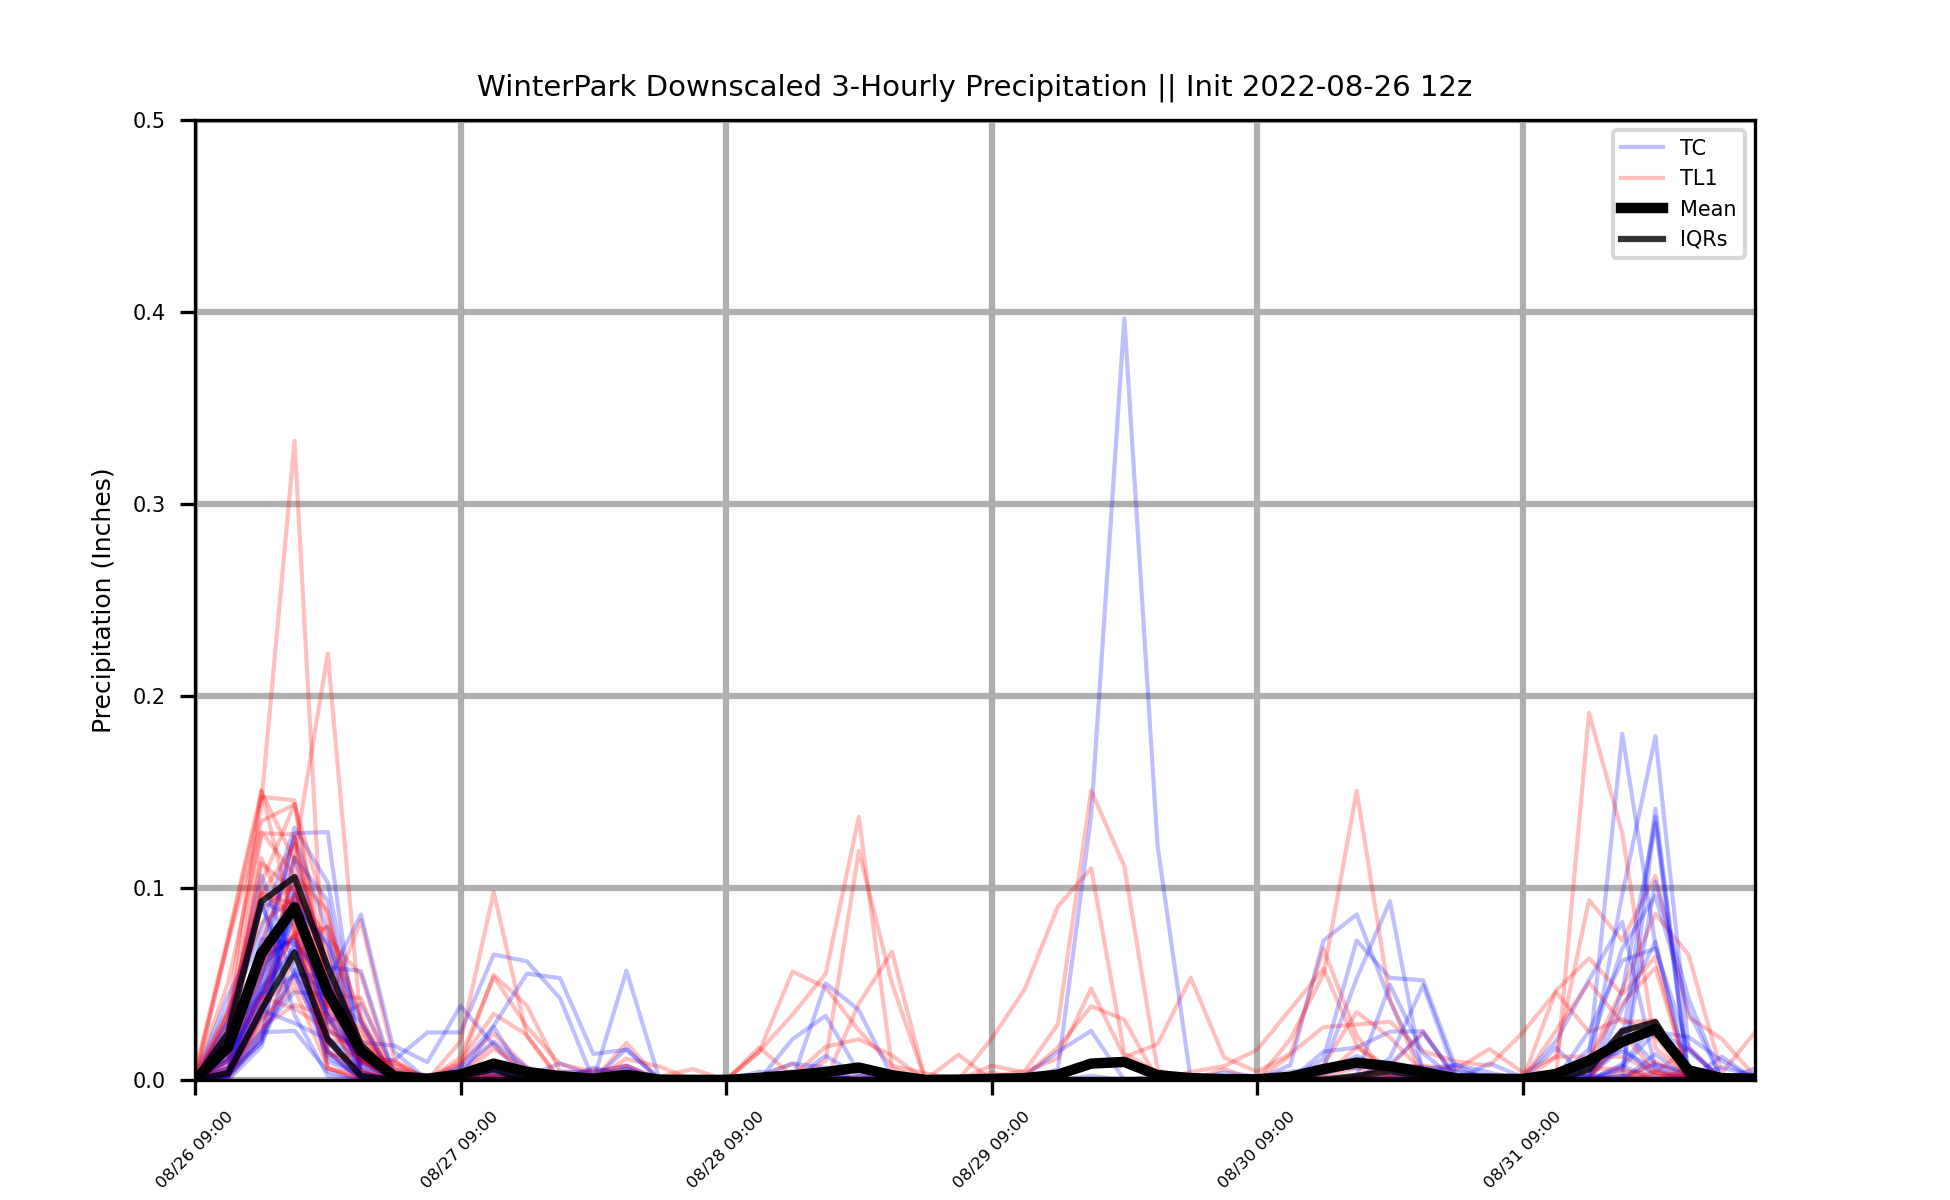 WinterPark Downscaled 3-Hourly Precipitation || Init 2022-08-26 12z
Precipitation (Inches)
0.5
0.4
0.3
0.2
0.1
0.0
TC
TL1
Mean
IQRs
08/26 09:00
08/27 09:00
08/28 09:00
08/29 09:00
08/30 09:00
08/31 09:00